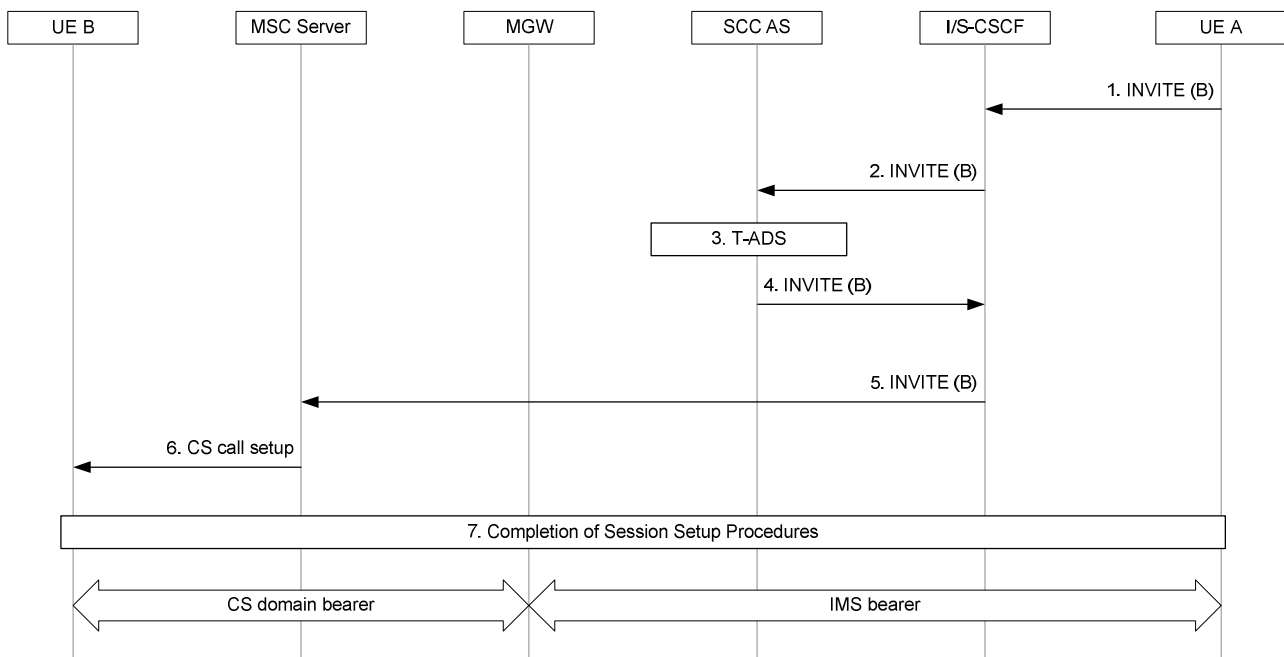 UE B
MSC Server
MGW
SCC AS
I/S-CSCF
UE A
1. INVITE (B)
2. INVITE (B)
3. T-ADS
4. INVITE (B)
5. INVITE (B)
6. CS call setup
7. Completion of Session Setup Procedures
CS domain bearer
IMS bearer